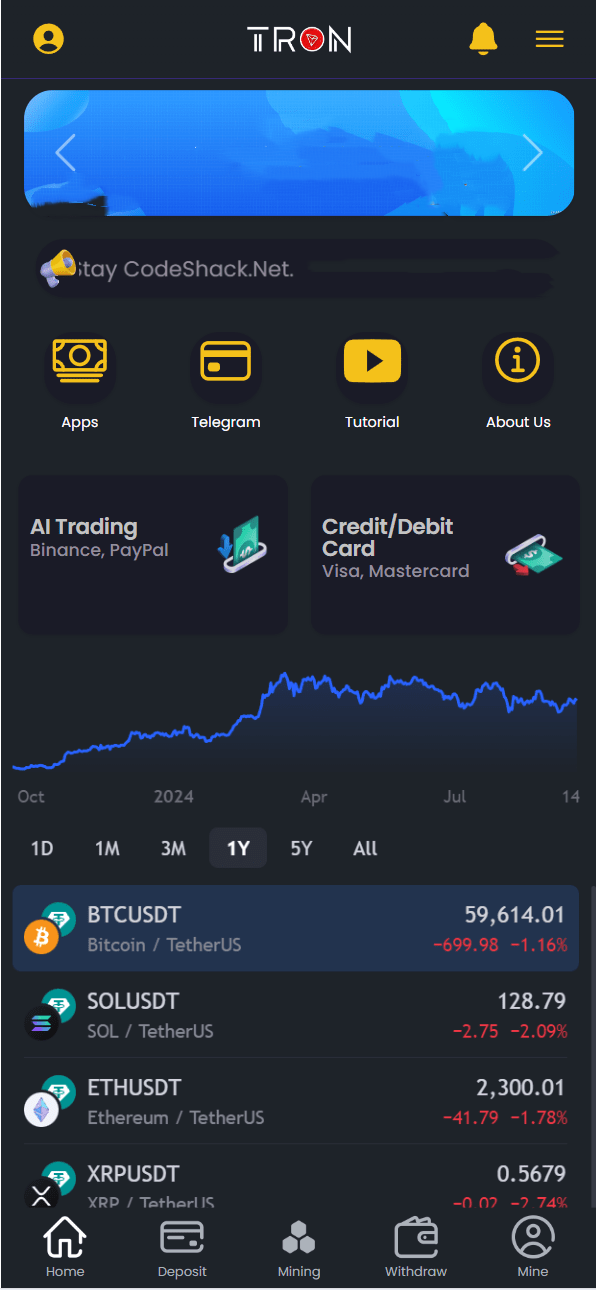 TRON
Stay CodeShack.Net.
Apps
Telegram
Tutorial
About Us
AI Trading
Binance, PayPal
Credit/Debit
Card
Visa, Mastercard
Oct 2024 Apr Jul 14
1D 1M 3M 1Y 5Y All
BTCUSDT 59,614.01
Bitcoin / TetherUS −699.98 −1.16%
SOLUSDT 128.79
SOL / TetherUS −2.75 −2.09%
ETHUSDT 2,300.01
Ethereum / TetherUS −41.79 −1.78%
XRPUSDT 0.5679
XRP / TetherUS −0.02 −2.74%
Home
Deposit
Mining
Withdraw
Mine